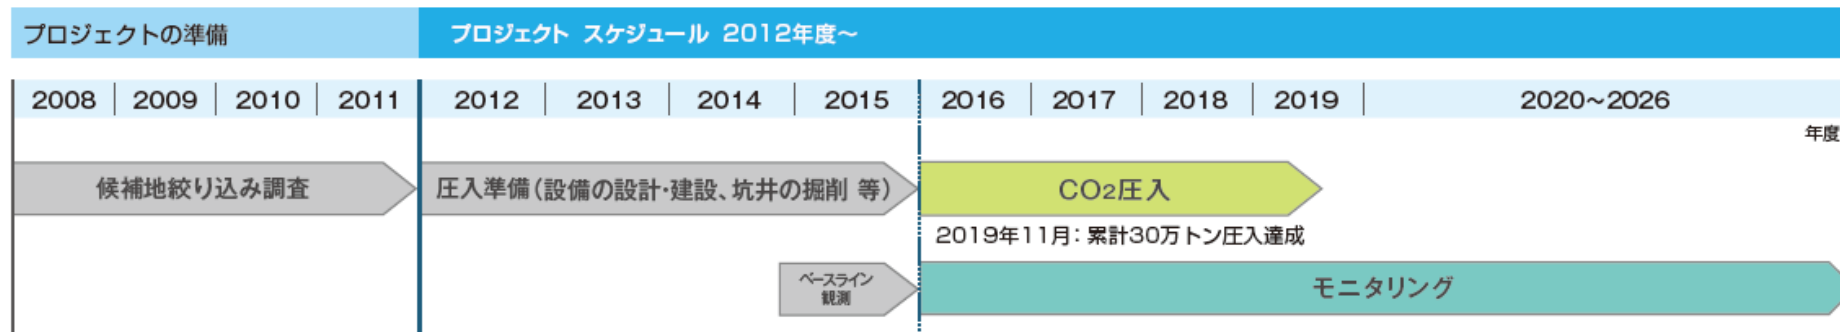 プロジェクトの準備
プロジェクト スケジュール 2012年度～
2008 2009 2010 2011 2012 2013 2014 2015 2016 2017 2018 2019 2020～2026
年度
候補地絞り込み調査
圧入準備（設備の設計・建設、坑井の掘削 等）
CO2圧入
2019年11月：累計30万トン圧入達成
ベースライン
観測
モニタリング